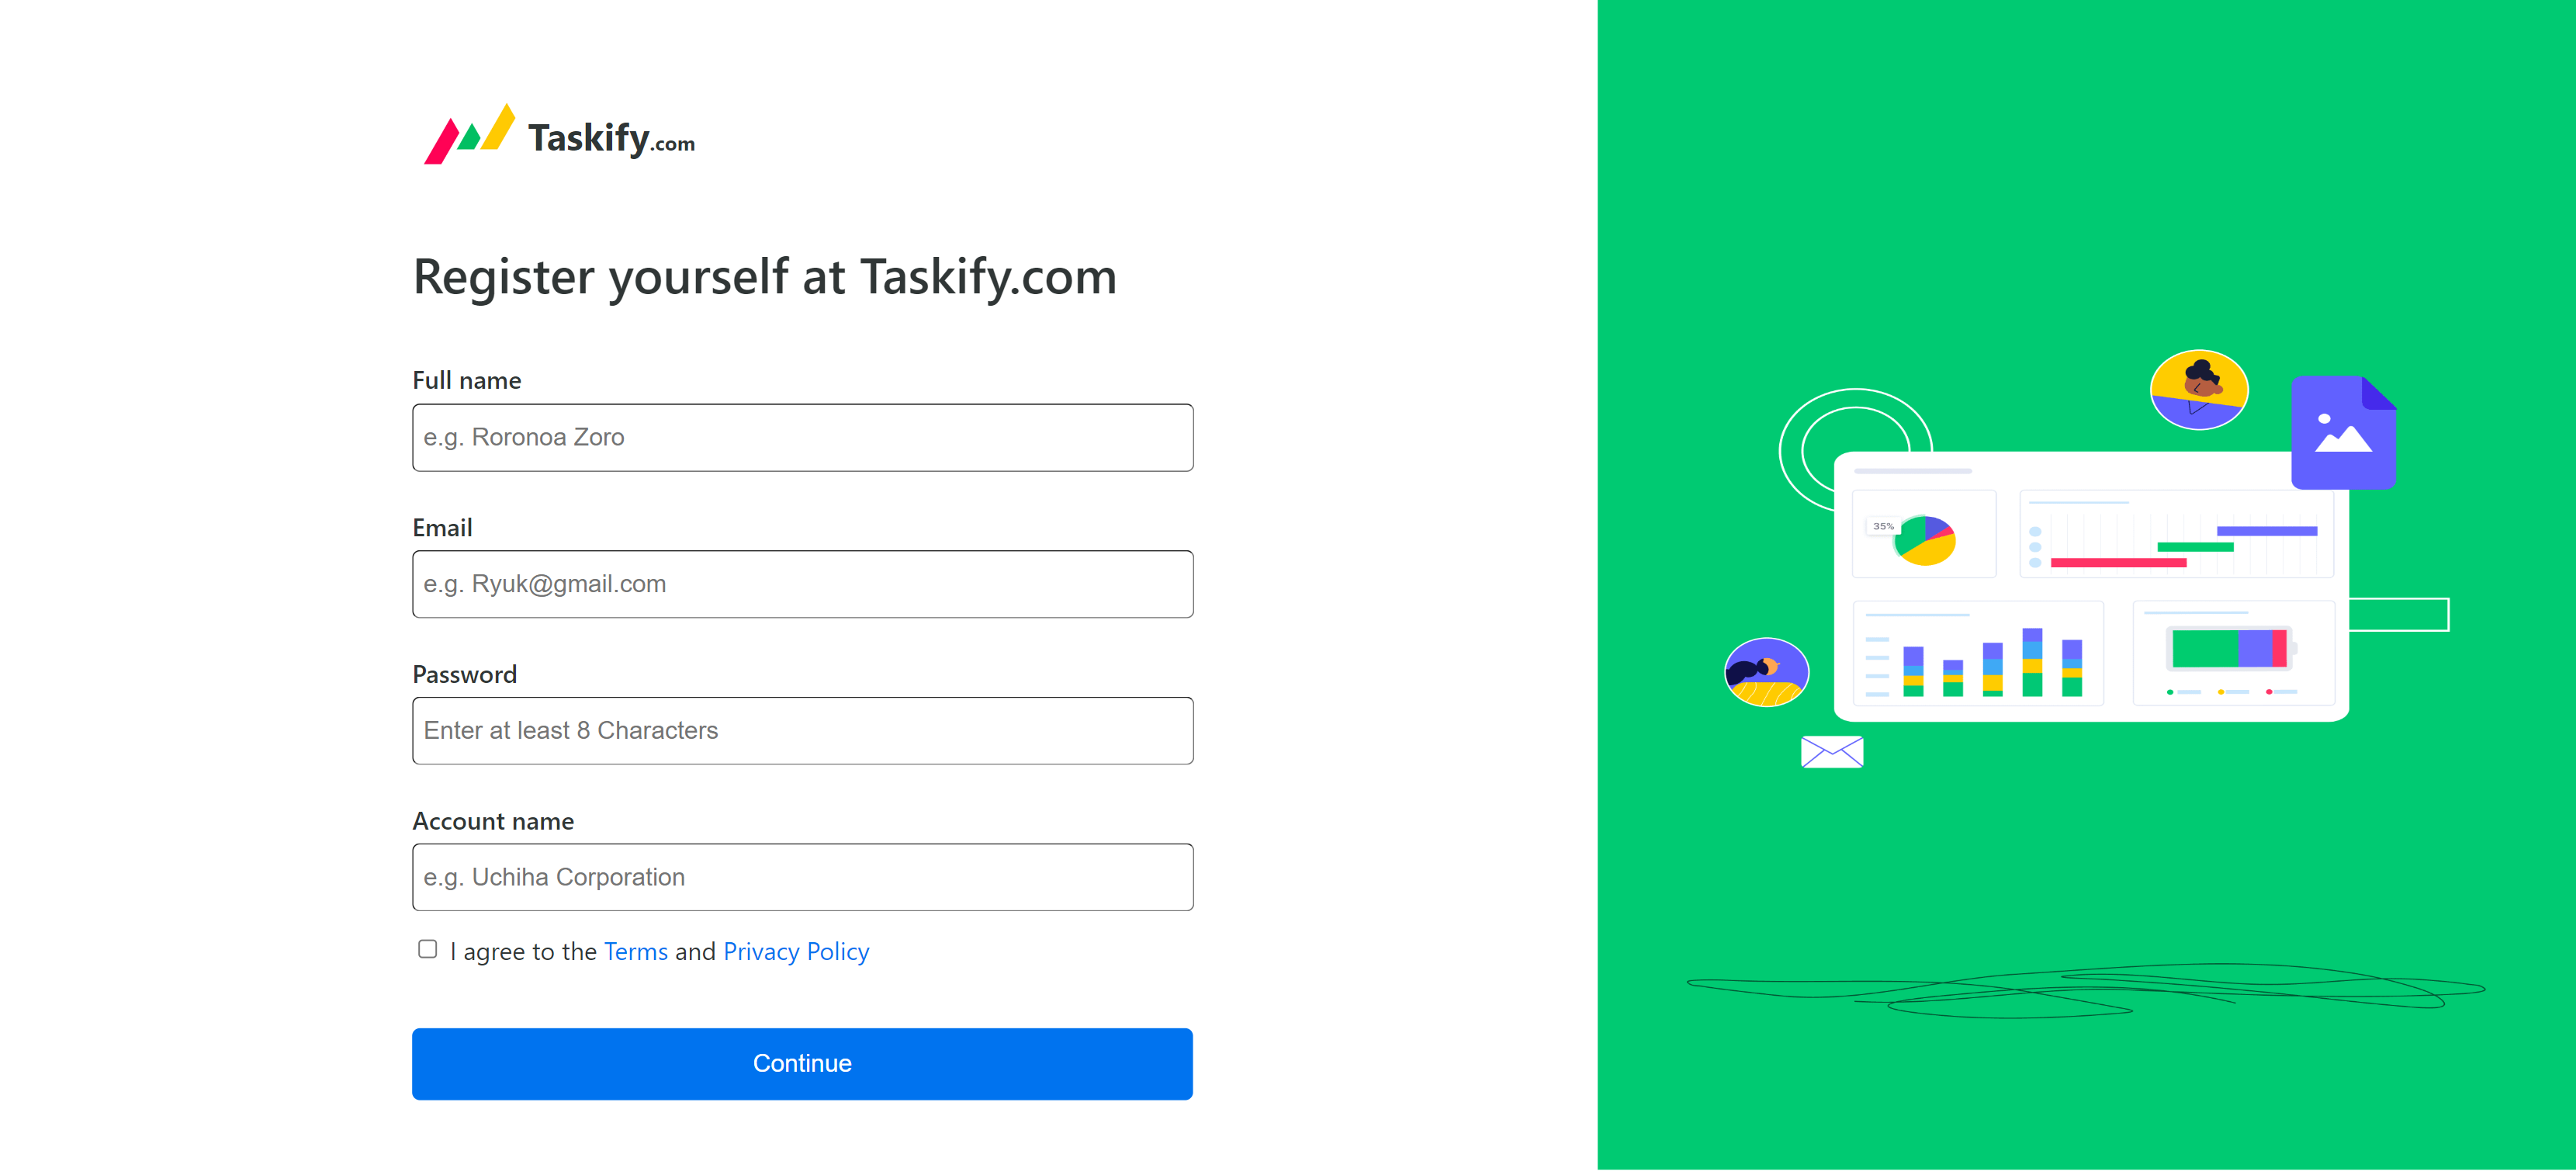 Taskify.com
Register yourself at Taskify.com
Full name
e.g. Roronoa Zoro
Email
e.g. Ryuk@gmail.com
Password
Enter at least 8 Characters
Account name
e.g. Uchiha Corporation
I agree to the Terms and Privacy Policy
Continue
35%